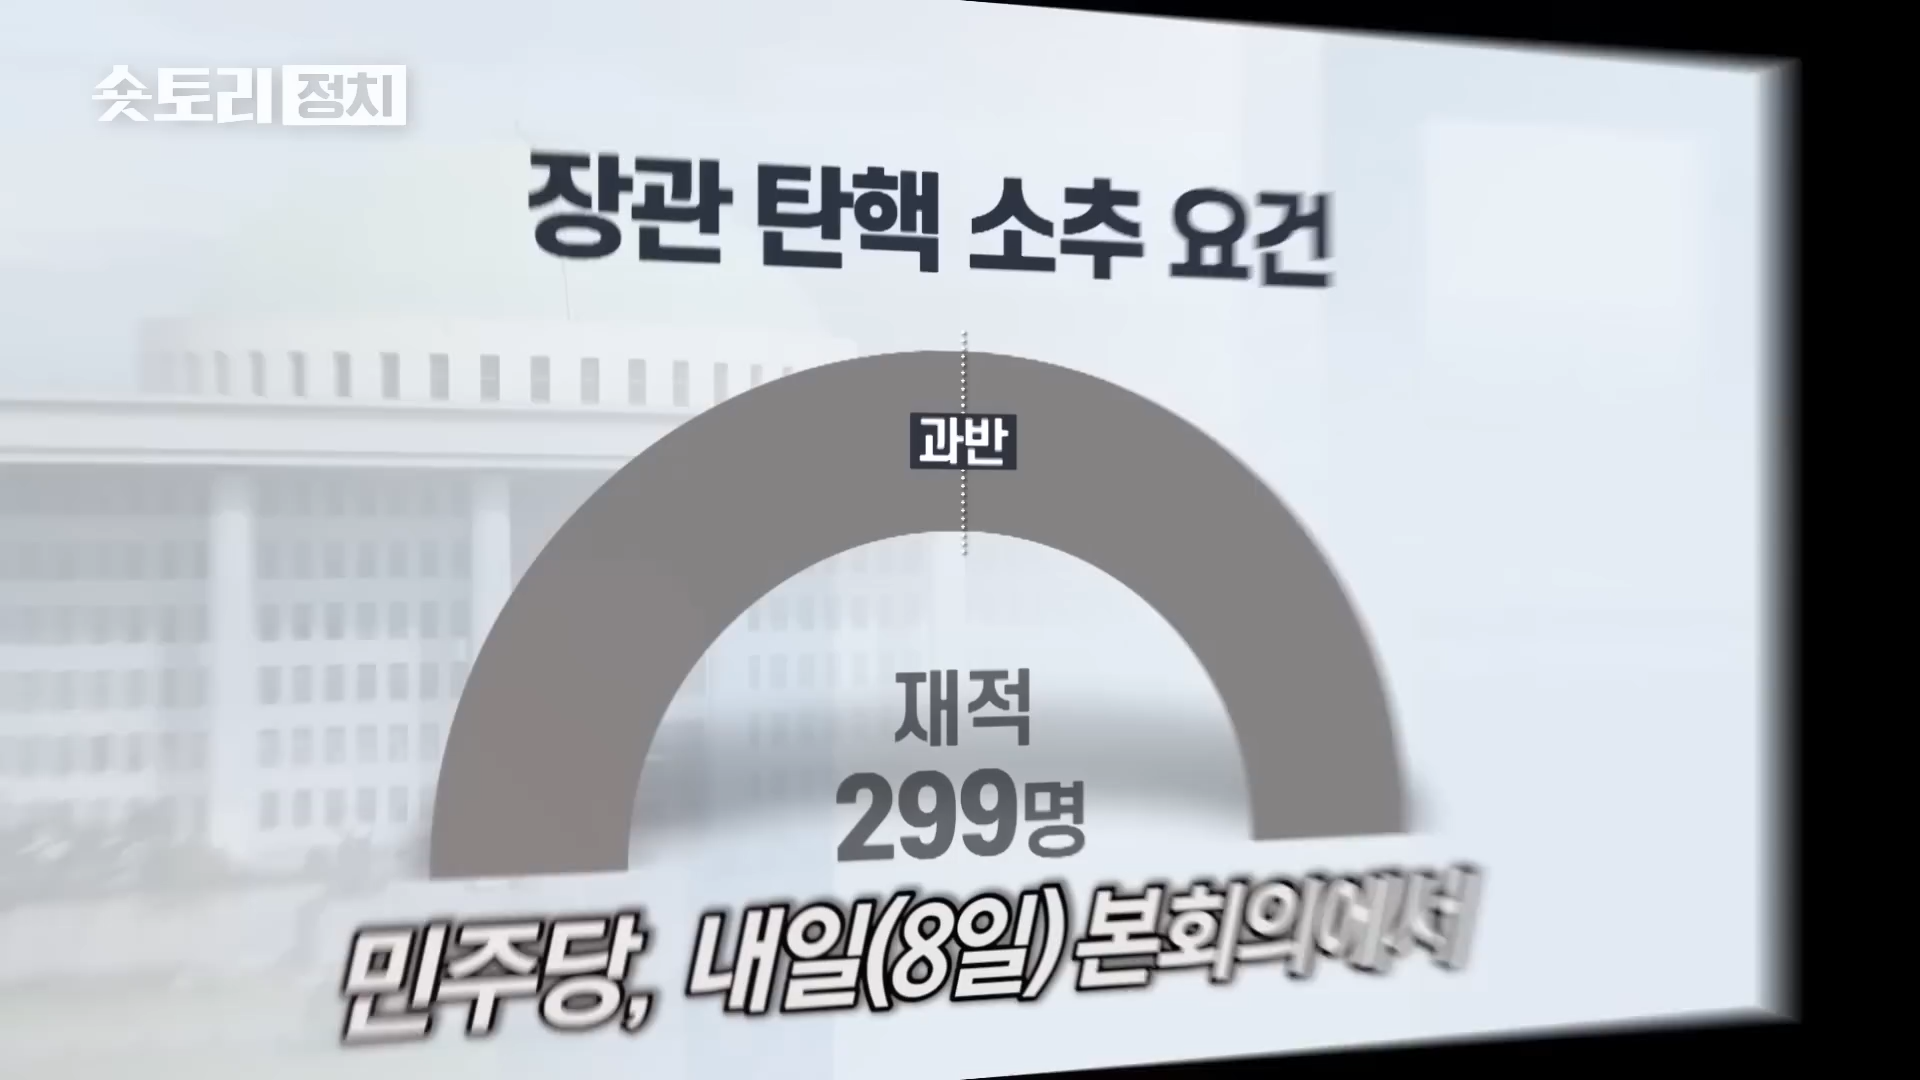 숏토리 정치
장관 탄핵 소추 요건
과반
재적
299명
민주당, 내일(8일) 본회의에서